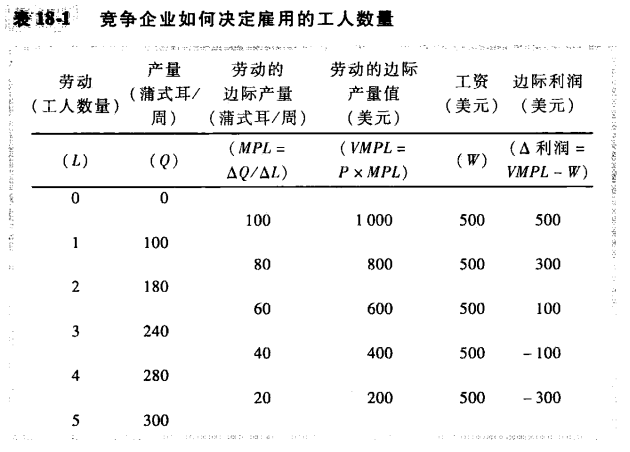 表 18-1 竞争企业如何决定雇用的工人数量
劳动 (工人数量) 产量 (蒲式耳/周) 劳动的边际产量 (蒲式耳/周) 劳动的边际产量值 (美元) 工资 (美元) 边际利润 (美元)
(L) (Q) (MPL = ΔQ/ΔL) (VMPL = P × MPL) (W) (Δ 利润 = VMPL - W)
0 0
100 1 000 500 500
1 100
80 800 500 300
2 180
60 600 500 100
3 240
40 400 500 -100
4 280
20 200 500 -300
5 300